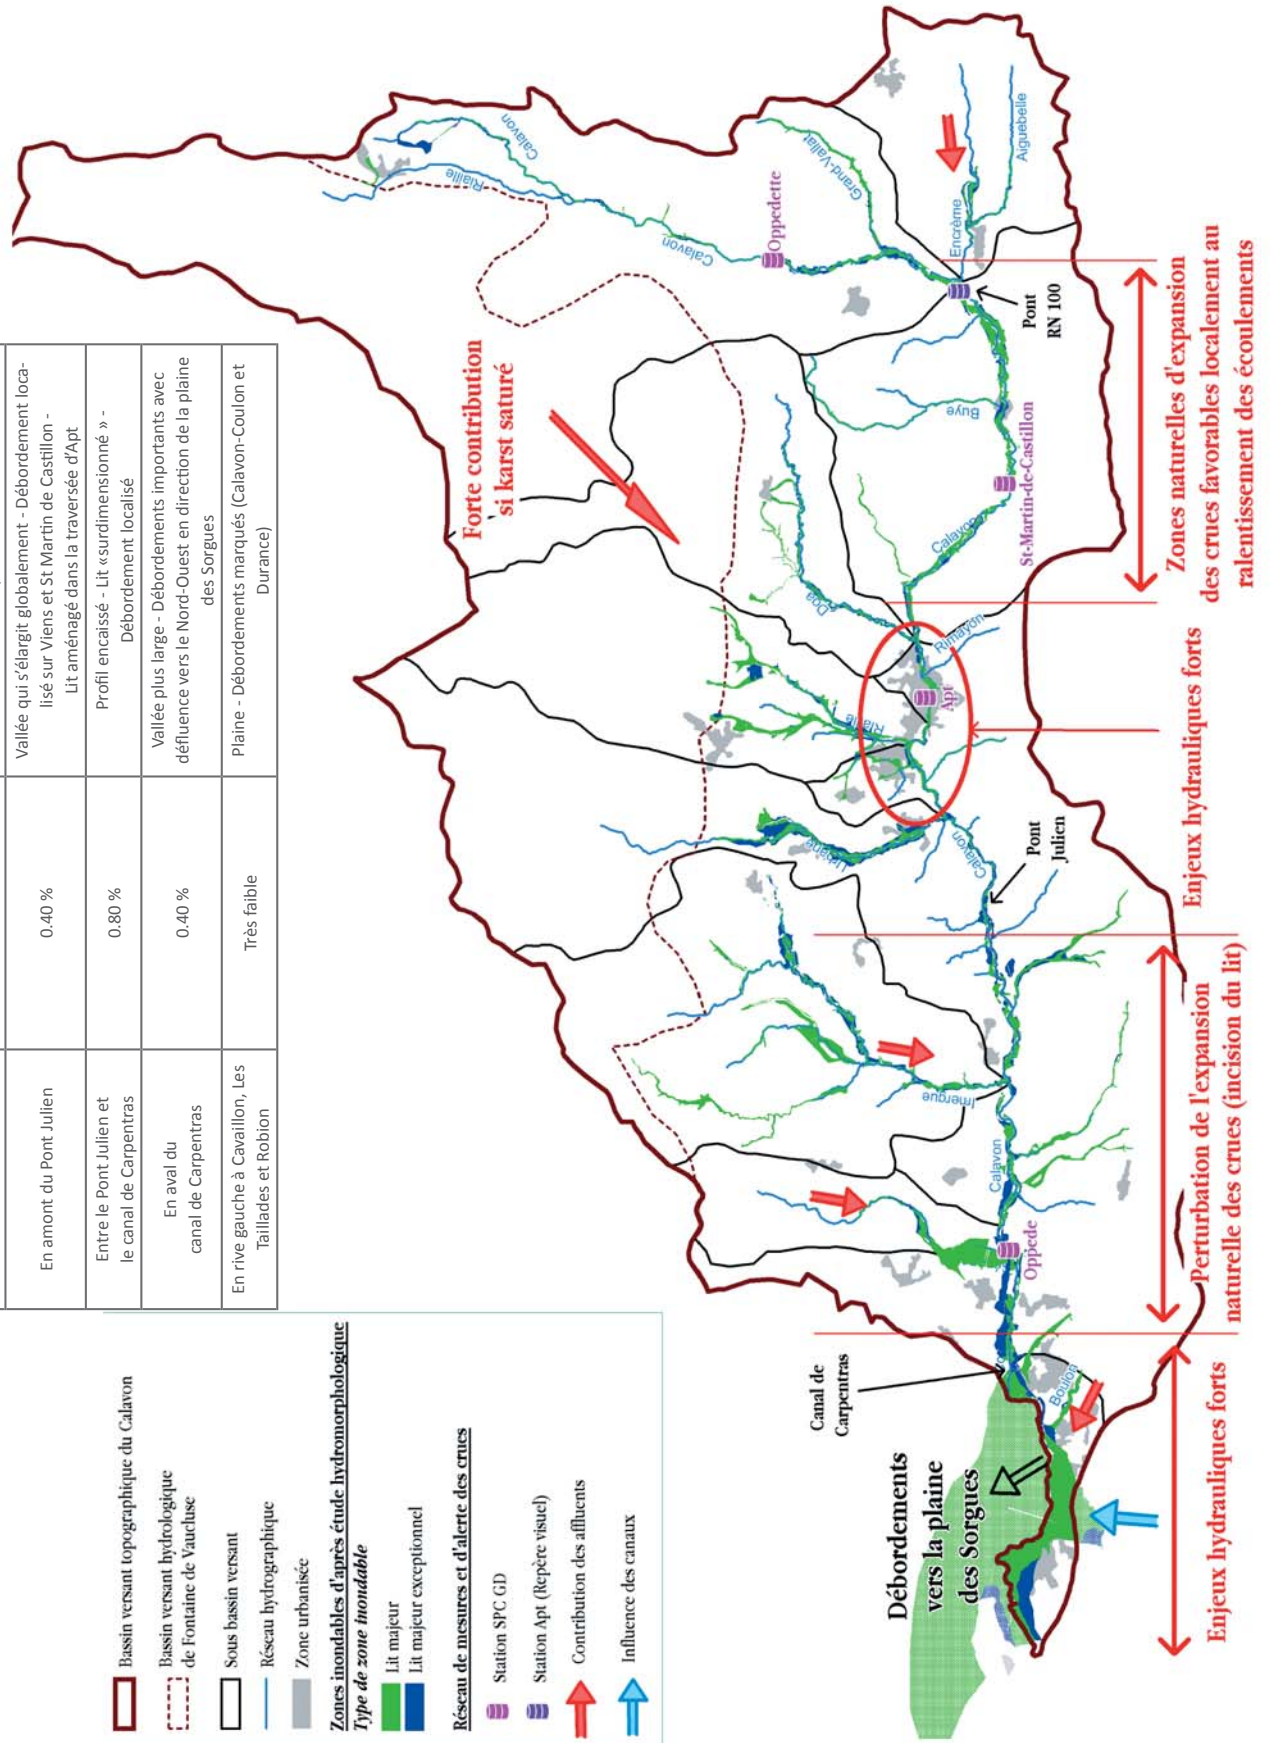 Vallée qui s'élargit globalement - Débordement loca-
lisé sur Viens et St Martin de Castillon -
Lit aménagé dans la traversée d'Apt
En amont du Pont Julien
0.40 %
Profil encaissé - Lit «surdimensionné » -
Débordement localisé
Entre le Pont Julien et
le canal de Carpentras
0.80 %
Vallée plus large - Débordements importants avec
défluence vers le Nord-Ouest en direction de la plaine
des Sorgues
En aval du
canal de Carpentras
0.40 %
Plaine - Débordements marqués (Calavon-Coulon et
Durance)
En rive gauche à Cavaillon, Les
Taillades et Robion
Très faible
Bassin versant topographique du Calavon
Bassin versant hydrologique
de Fontaine de Vaucluse
Sous bassin versant
Réseau hydrographique
Zone urbanisée
Zones inondables d'après étude hydromorphologique
Type de zone inondable
Lit majeur
Lit majeur exceptionnel
Réseau de mesures et d'alerte des crues
Station SPC GD
Station Apt (Repère visuel)
Contribution des affluents
Influence des canaux
Forte contribution
si karst saturé
Calavon
Rialle
Calavon
Oppedette
Grand-Vallat
Encrème
Aiguebelle
Pont
RN 100
Buye
St-Martin-de-Castillon
Calavon
Doa
Rimayon
Apt
Rialle
Urbane
Calavon
Pont
Julien
Imergue
Calavon
Oppede
Canal de
Carpentras
Boulon
Débordements
vers la plaine
des Sorgues
Zones naturelles d'expansion
des crues favorables localement au
ralentissement des écoulements
Enjeux hydrauliques forts
Perturbation de l'expansion
naturelle des crues (incision du lit)
Enjeux hydrauliques forts